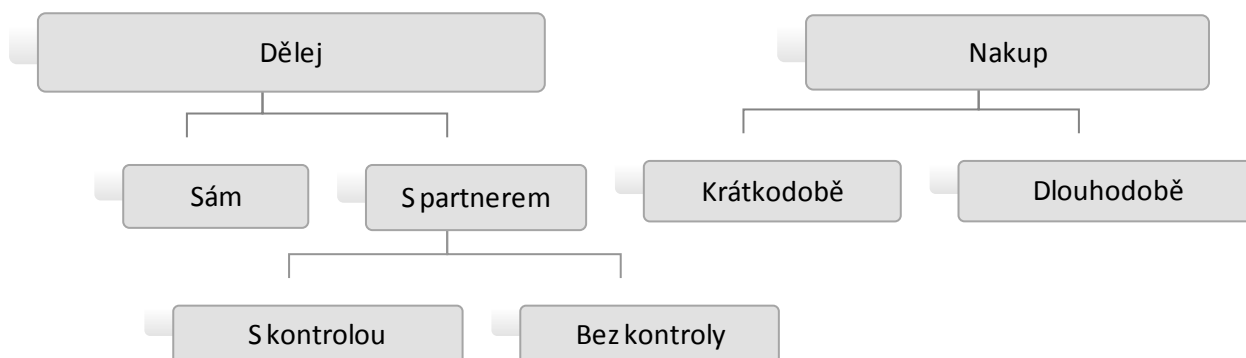 Dělej
Nakup
Sám
S partnerem
Krátkodobě
Dlouhodobě
S kontrolou
Bez kontroly